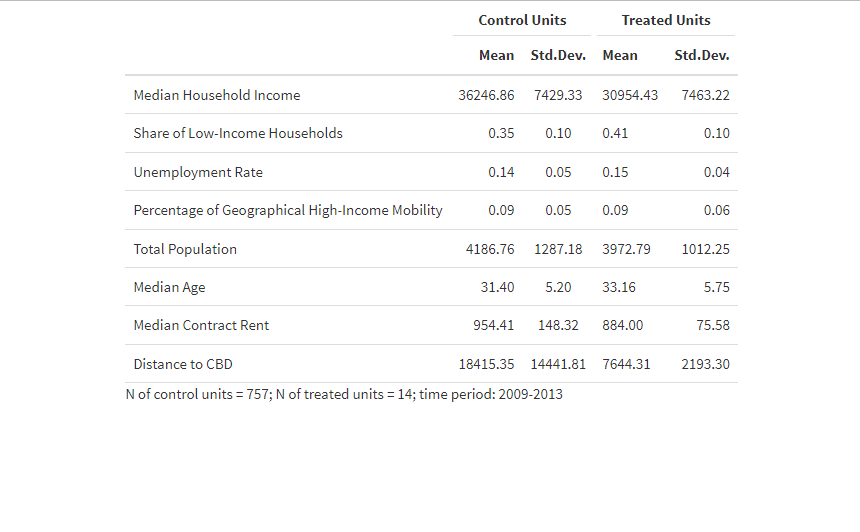 Control Units Treated Units
Mean Std.Dev. Mean Std.Dev.
Median Household Income 36246.86 7429.33 30954.43 7463.22
Share of Low-Income Households 0.35 0.10 0.41 0.10
Unemployment Rate 0.14 0.05 0.15 0.04
Percentage of Geographical High-Income Mobility 0.09 0.05 0.09 0.06
Total Population 4186.76 1287.18 3972.79 1012.25
Median Age 31.40 5.20 33.16 5.75
Median Contract Rent 954.41 148.32 884.00 75.58
Distance to CBD 18415.35 14441.81 7644.31 2193.30
N of control units = 757; N of treated units = 14; time period: 2009-2013